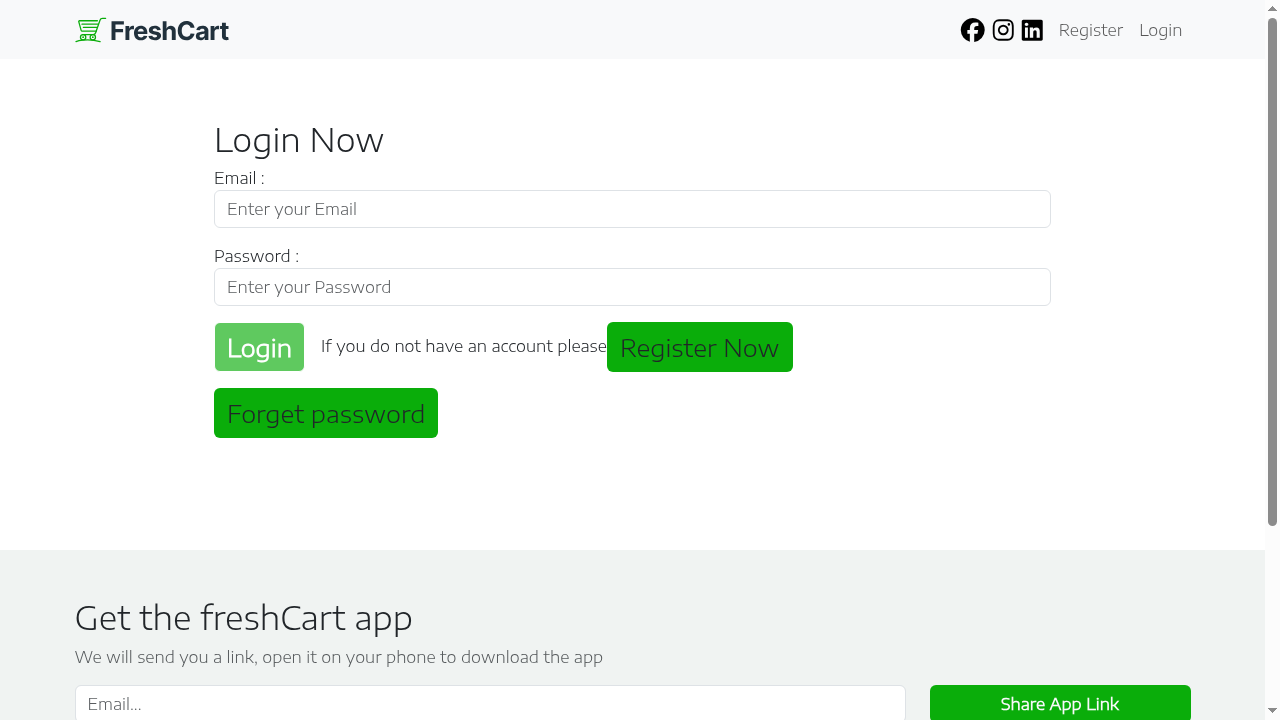 FreshCart
Register
Login
Login Now
Email :
Enter your Email
Password :
Enter your Password
Login
If you do not have an account please
Register Now
Forget password
Get the freshCart app
We will send you a link, open it on your phone to download the app
Email...
Share App Link